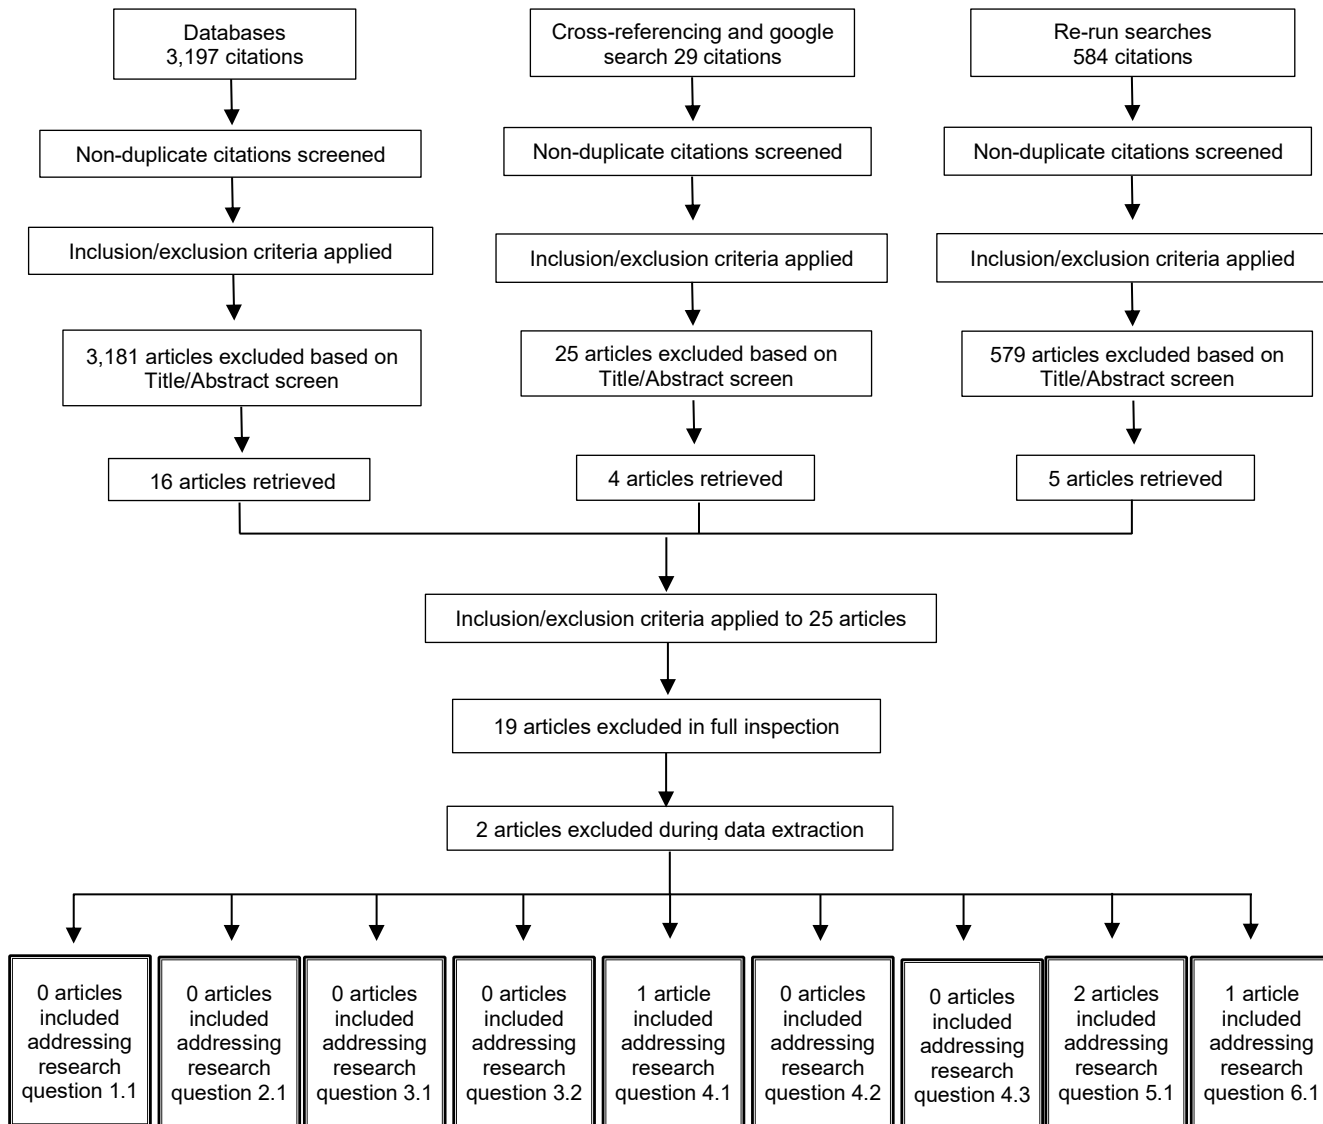 Databases
3,197 citations
Cross-referencing and google
search 29 citations
Re-run searches
584 citations
Non-duplicate citations screened
Non-duplicate citations screened
Non-duplicate citations screened
Inclusion/exclusion criteria applied
Inclusion/exclusion criteria applied
Inclusion/exclusion criteria applied
3,181 articles excluded based on
Title/Abstract screen
25 articles excluded based on
Title/Abstract screen
579 articles excluded based on
Title/Abstract screen
16 articles retrieved
4 articles retrieved
5 articles retrieved
Inclusion/exclusion criteria applied to 25 articles
19 articles excluded in full inspection
2 articles excluded during data extraction
0 articles
included
addressing
research
question 1.1
0 articles
included
addressing
research
question 2.1
0 articles
included
addressing
research
question 3.1
0 articles
included
addressing
research
question 3.2
1 article
included
addressing
research
question 4.1
0 articles
included
addressing
research
question 4.2
0 articles
included
addressing
research
question 4.3
2 articles
included
addressing
research
question 5.1
1 article
included
addressing
research
question 6.1